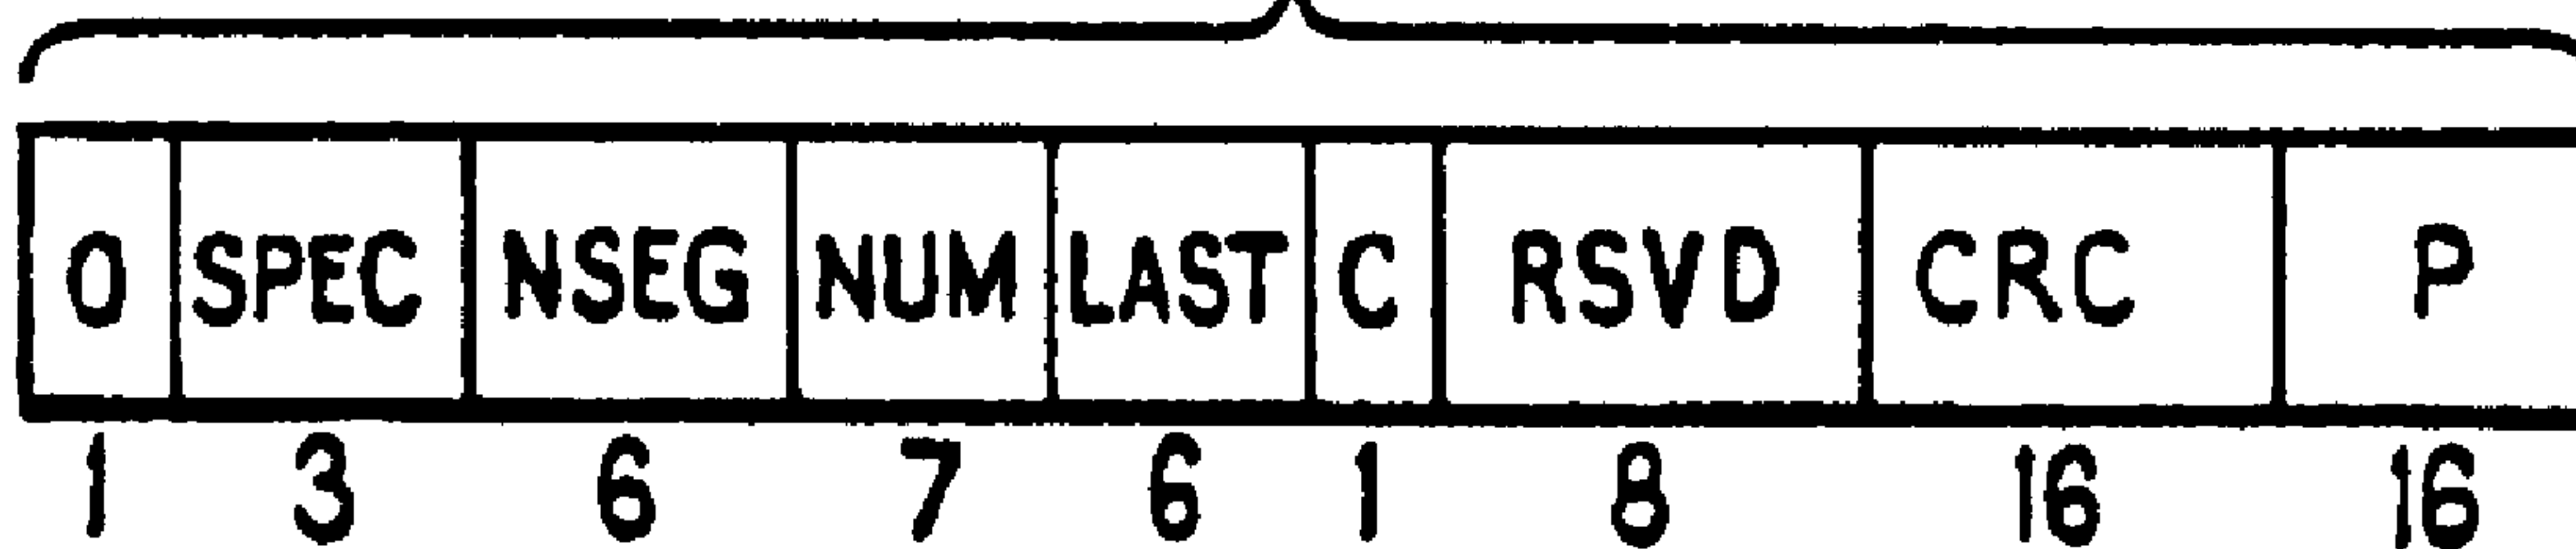 0 SPEC NSEG NUM LAST C RSVD CRC P
1 3 6 7 6 1 8 16 16